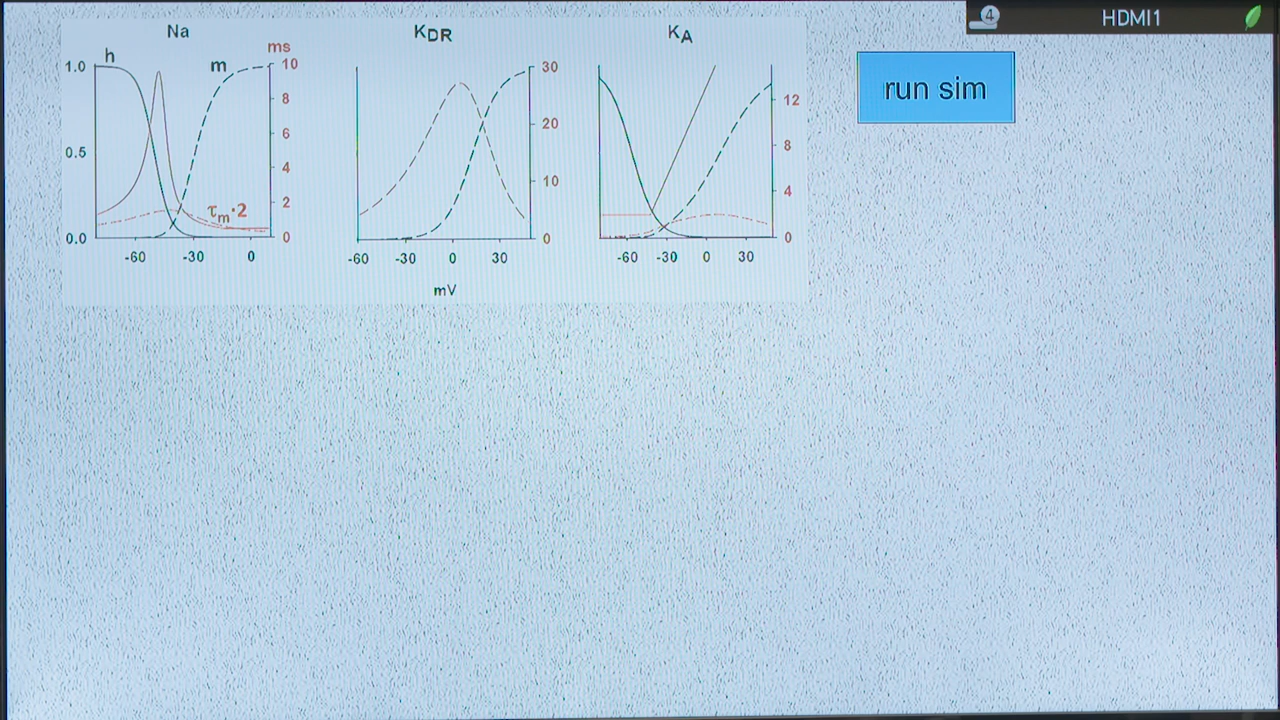 4 HDMI1
Na KDR KA
h m ms
run sim
1.0 10 30
8 12
0.5 6 20 8
4 10 4
τm·2 2
0.0 0 0 0
-60 -30 0 -60 -30 0 30 -60 -30 0 30
mV